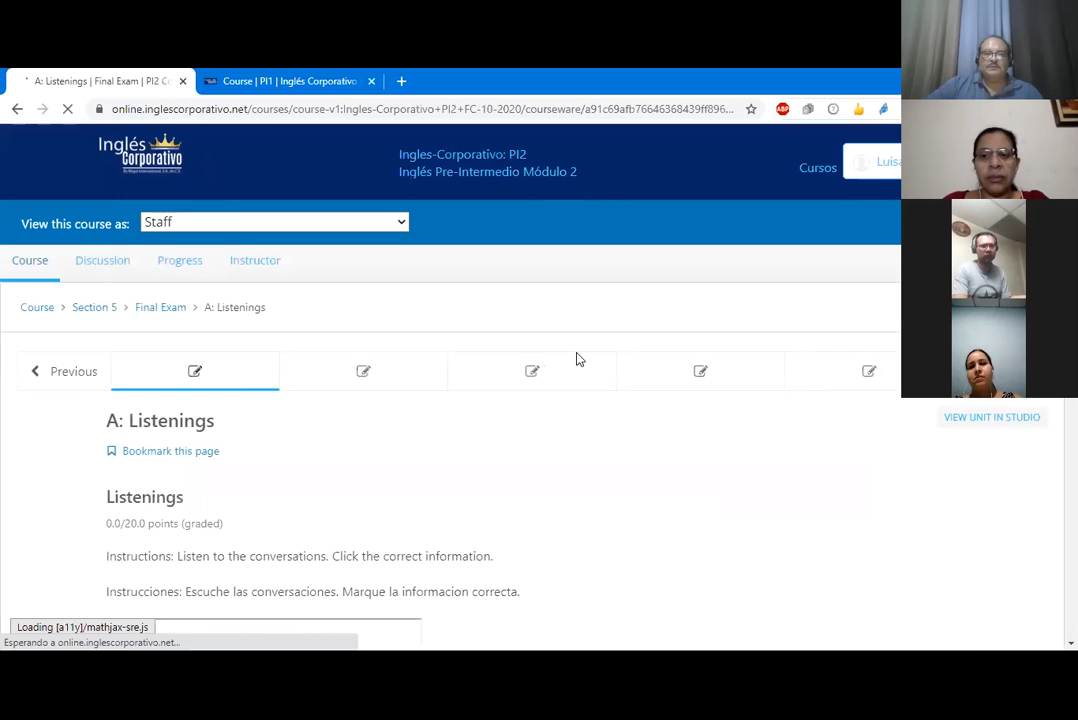 A: Listenings | Final Exam | PI2 C
Course | PI1 | Inglés Corporativo
online.inglescorporativo.net/courses/course-v1:Ingles-Corporativo+PI2+FC-10-2020/courseware/a91c69afb76646368439ff896...
ABP
Inglés
Corporativo
Ingles-Corporativo: PI2
Inglés Pre-Intermedio Módulo 2
Cursos
Luisa
View this course as:
Staff
Course
Discussion
Progress
Instructor
Course > Section 5 > Final Exam > A: Listenings
Previous
A: Listenings
VIEW UNIT IN STUDIO
Bookmark this page
Listenings
0.0/20.0 points (graded)
Instructions: Listen to the conversations. Click the correct information.
Instrucciones: Escuche las conversaciones. Marque la informacion correcta.
Loading [a11y]/mathjax-sre.js
Esperando a online.inglescorporativo.net...